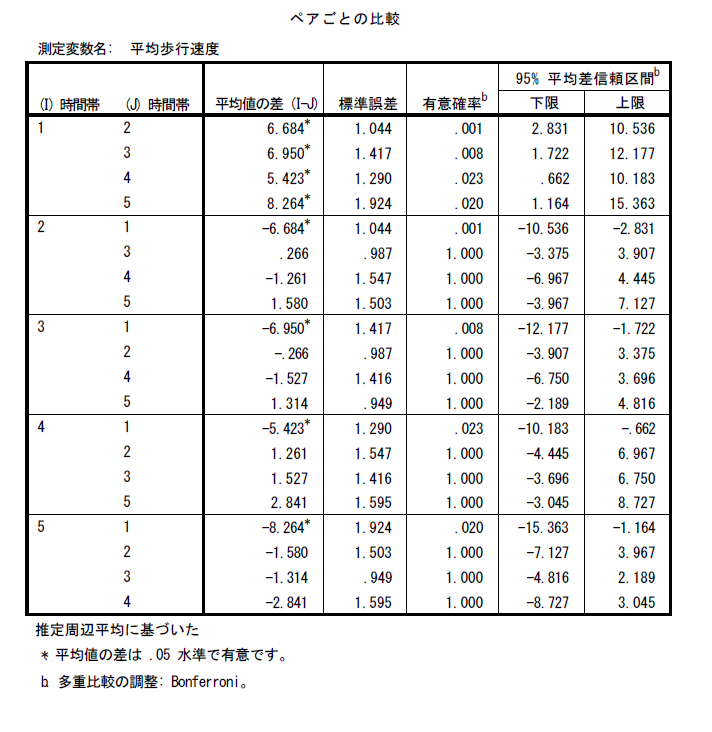 ペアごとの比較
測定変数名: 平均歩行速度
95% 平均差信頼区間b
(I) 時間帯 (J) 時間帯 平均値の差 (I-J) 標準誤差 有意確率b 下限 上限
1 2 6.684* 1.044 .001 2.831 10.536
3 6.950* 1.417 .008 1.722 12.177
4 5.423* 1.290 .023 .662 10.183
5 8.264* 1.924 .020 1.164 15.363
2 1 -6.684* 1.044 .001 -10.536 -2.831
3 .266 .987 1.000 -3.375 3.907
4 -1.261 1.547 1.000 -6.967 4.445
5 1.580 1.503 1.000 -3.967 7.127
3 1 -6.950* 1.417 .008 -12.177 -1.722
2 -.266 .987 1.000 -3.907 3.375
4 -1.527 1.416 1.000 -6.750 3.696
5 1.314 .949 1.000 -2.189 4.816
4 1 -5.423* 1.290 .023 -10.183 -.662
2 1.261 1.547 1.000 -4.445 6.967
3 1.527 1.416 1.000 -3.696 6.750
5 2.841 1.595 1.000 -3.045 8.727
5 1 -8.264* 1.924 .020 -15.363 -1.164
2 -1.580 1.503 1.000 -7.127 3.967
3 -1.314 .949 1.000 -4.816 2.189
4 -2.841 1.595 1.000 -8.727 3.045
推定周辺平均に基づいた
* 平均値の差は .05 水準で有意です。
b. 多重比較の調整: Bonferroni。